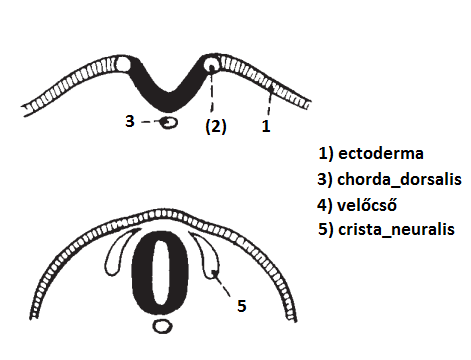 3
(2)
1
1) ectoderma
3) chorda_dorsalis
4) velőcső
5) crista_neuralis
5